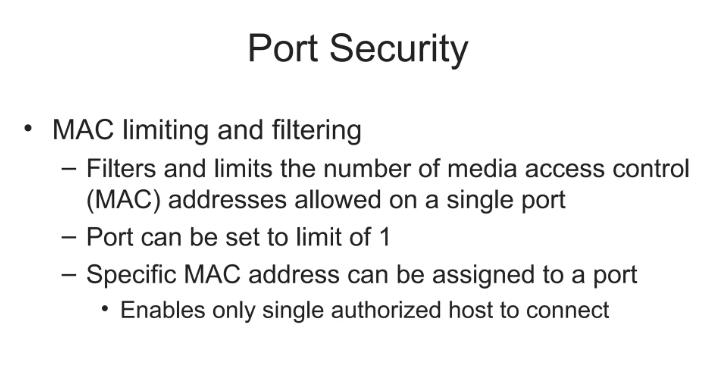 Port Security
• MAC limiting and filtering
– Filters and limits the number of media access control
(MAC) addresses allowed on a single port
– Port can be set to limit of 1
– Specific MAC address can be assigned to a port
• Enables only single authorized host to connect